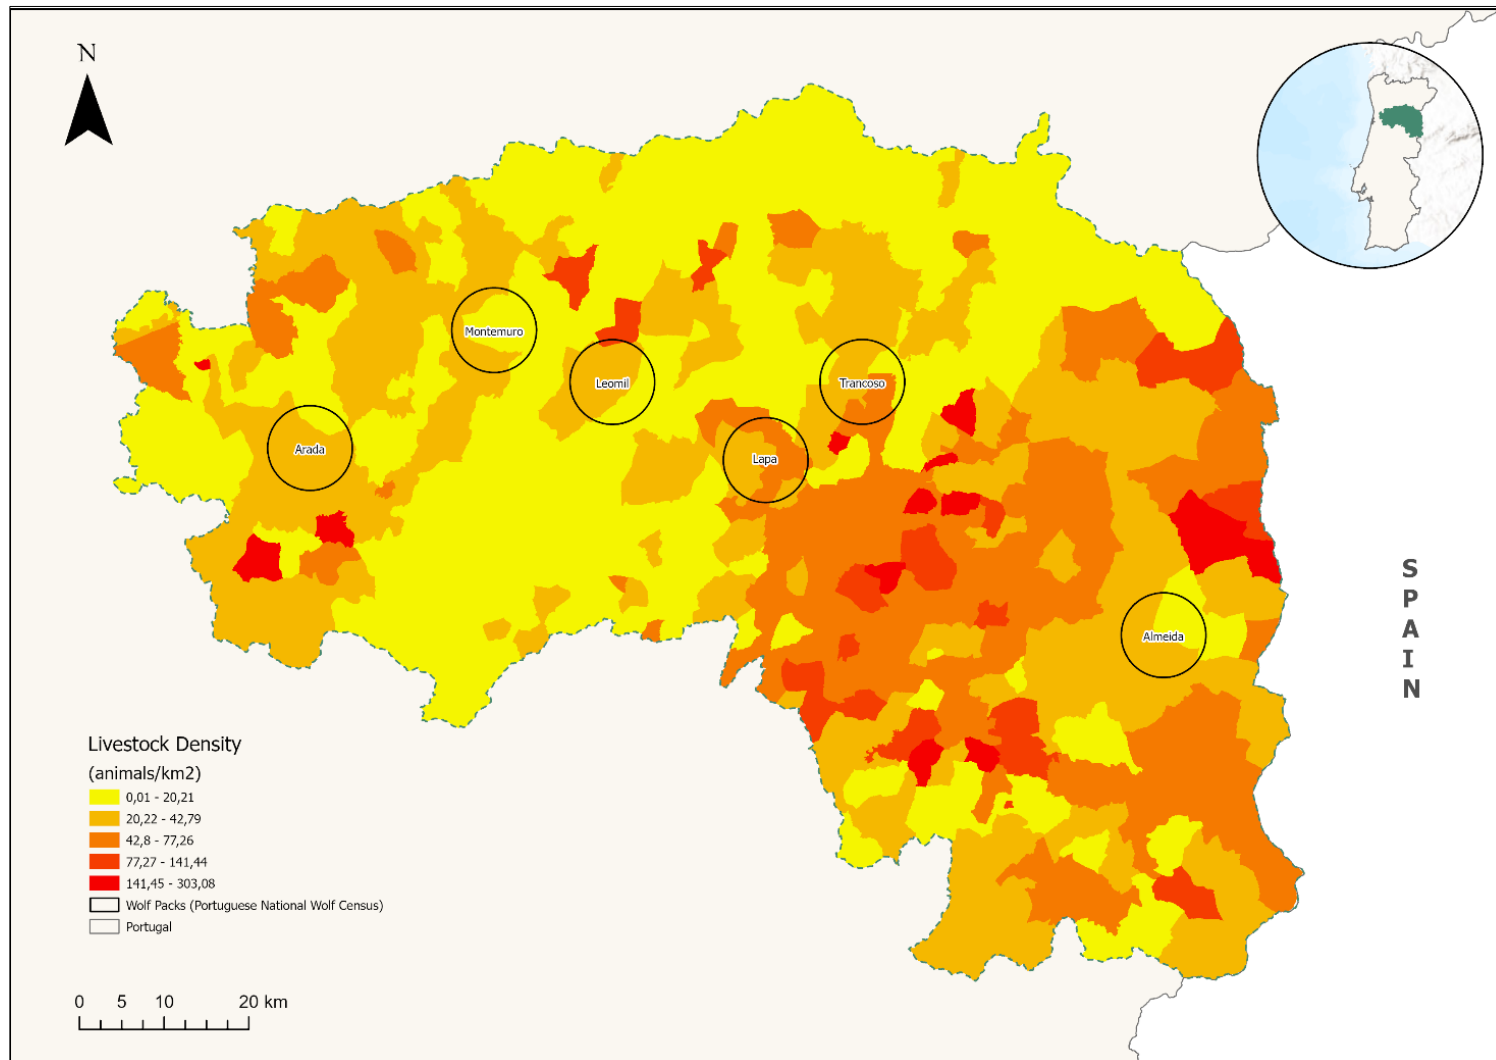 N
Montemuro
Leomil
Trancoso
Arada
Lapa
Almeida
S
P
A
I
N
Livestock Density
(animals/km2)
0,01 - 20,21
20,22 - 42,79
42,8 - 77,26
77,27 - 141,44
141,45 - 303,08
Wolf Packs (Portuguese National Wolf Census)
Portugal
0 5 10 20 km